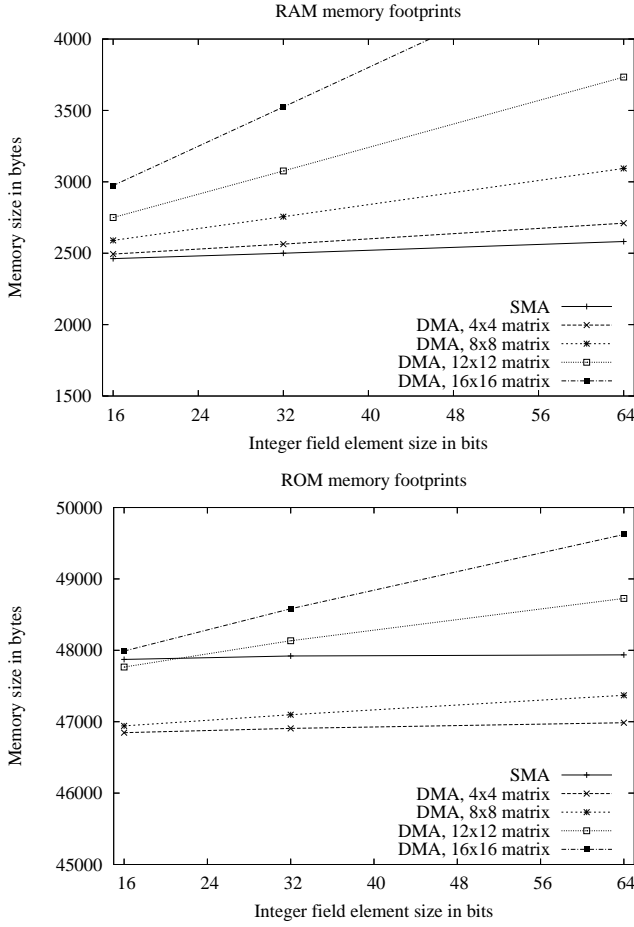 RAM memory footprints
4000
3500
3000
2500
2000
1500
Memory size in bytes
SMA
DMA, 4x4 matrix
DMA, 8x8 matrix
DMA, 12x12 matrix
DMA, 16x16 matrix
16 24 32 40 48 56 64
Integer field element size in bits
ROM memory footprints
50000
49000
48000
47000
46000
45000
Memory size in bytes
SMA
DMA, 4x4 matrix
DMA, 8x8 matrix
DMA, 12x12 matrix
DMA, 16x16 matrix
16 24 32 40 48 56 64
Integer field element size in bits